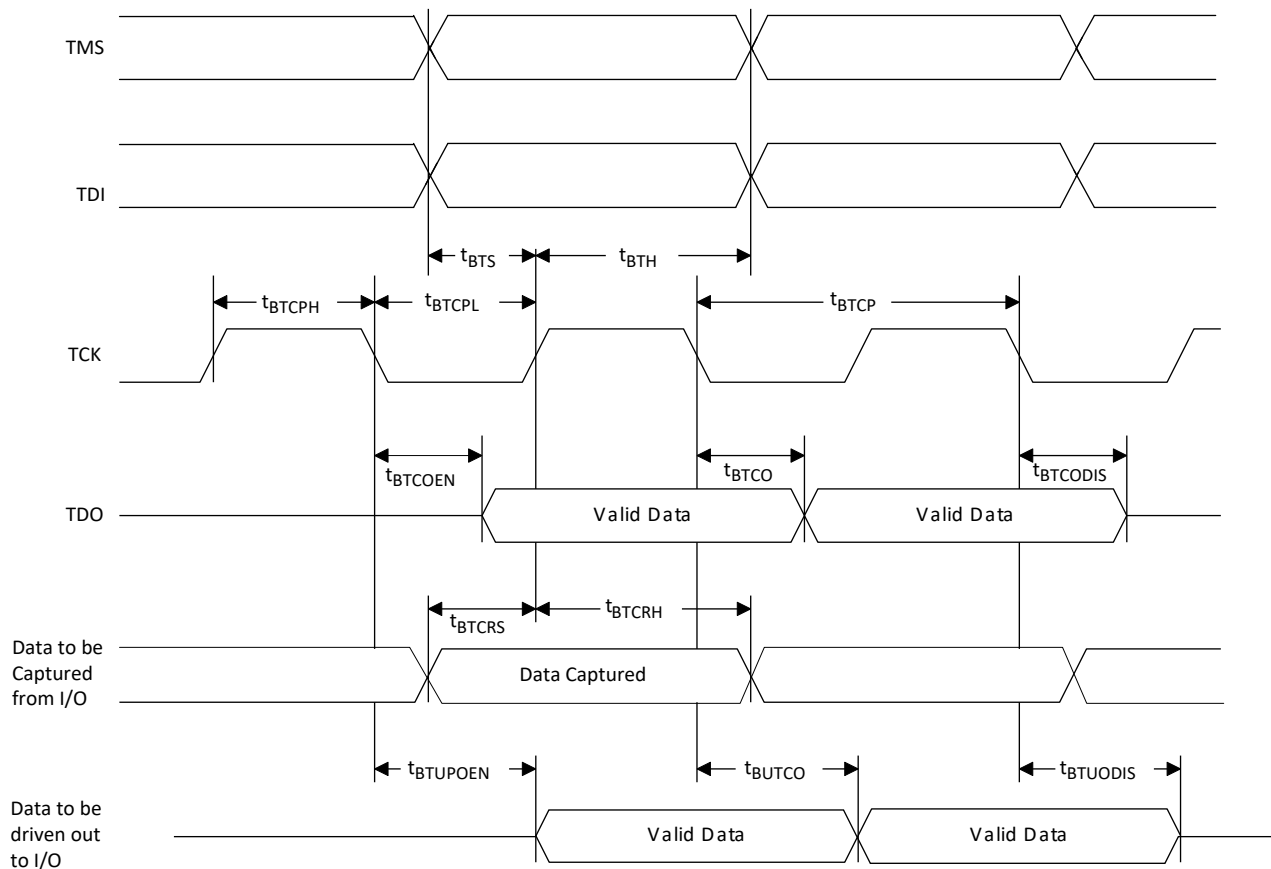 TMS
TDI
tBTS
tBTH
tBTCPH
tBTCPL
tBTCP
TCK
tBTCOEN
tBTCO
tBTCODIS
TDO
Valid Data
Valid Data
tBTCRS
tBTCRH
Data to be
Captured
from I/O
Data Captured
tBTUPOEN
tBUTCO
tBTUODIS
Data to be
driven out
to I/O
Valid Data
Valid Data